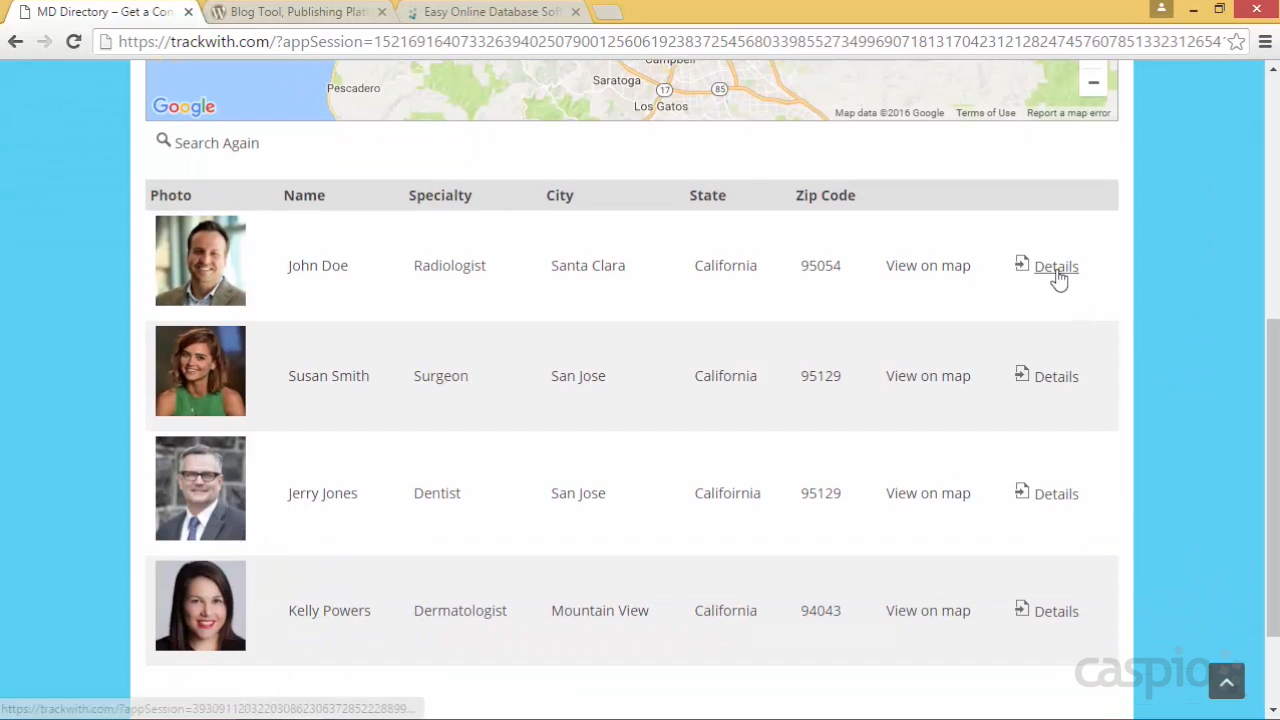 MD Directory – Get a Con
Blog Tool, Publishing Plat
Easy Online Database Soft
https://trackwith.com/?appSession=
Campbell
Saratoga
17
85
Los Gatos
Pescadero
Google
Map data ©2016 Google
Terms of Use
Report a map error
Search Again
Photo Name Specialty City State Zip Code
John Doe Radiologist Santa Clara California 95054 View on map Details
Susan Smith Surgeon San Jose California 95129 View on map Details
Jerry Jones Dentist San Jose Califoirnia 95129 View on map Details
Kelly Powers Dermatologist Mountain View California 94043 View on map Details
caspio